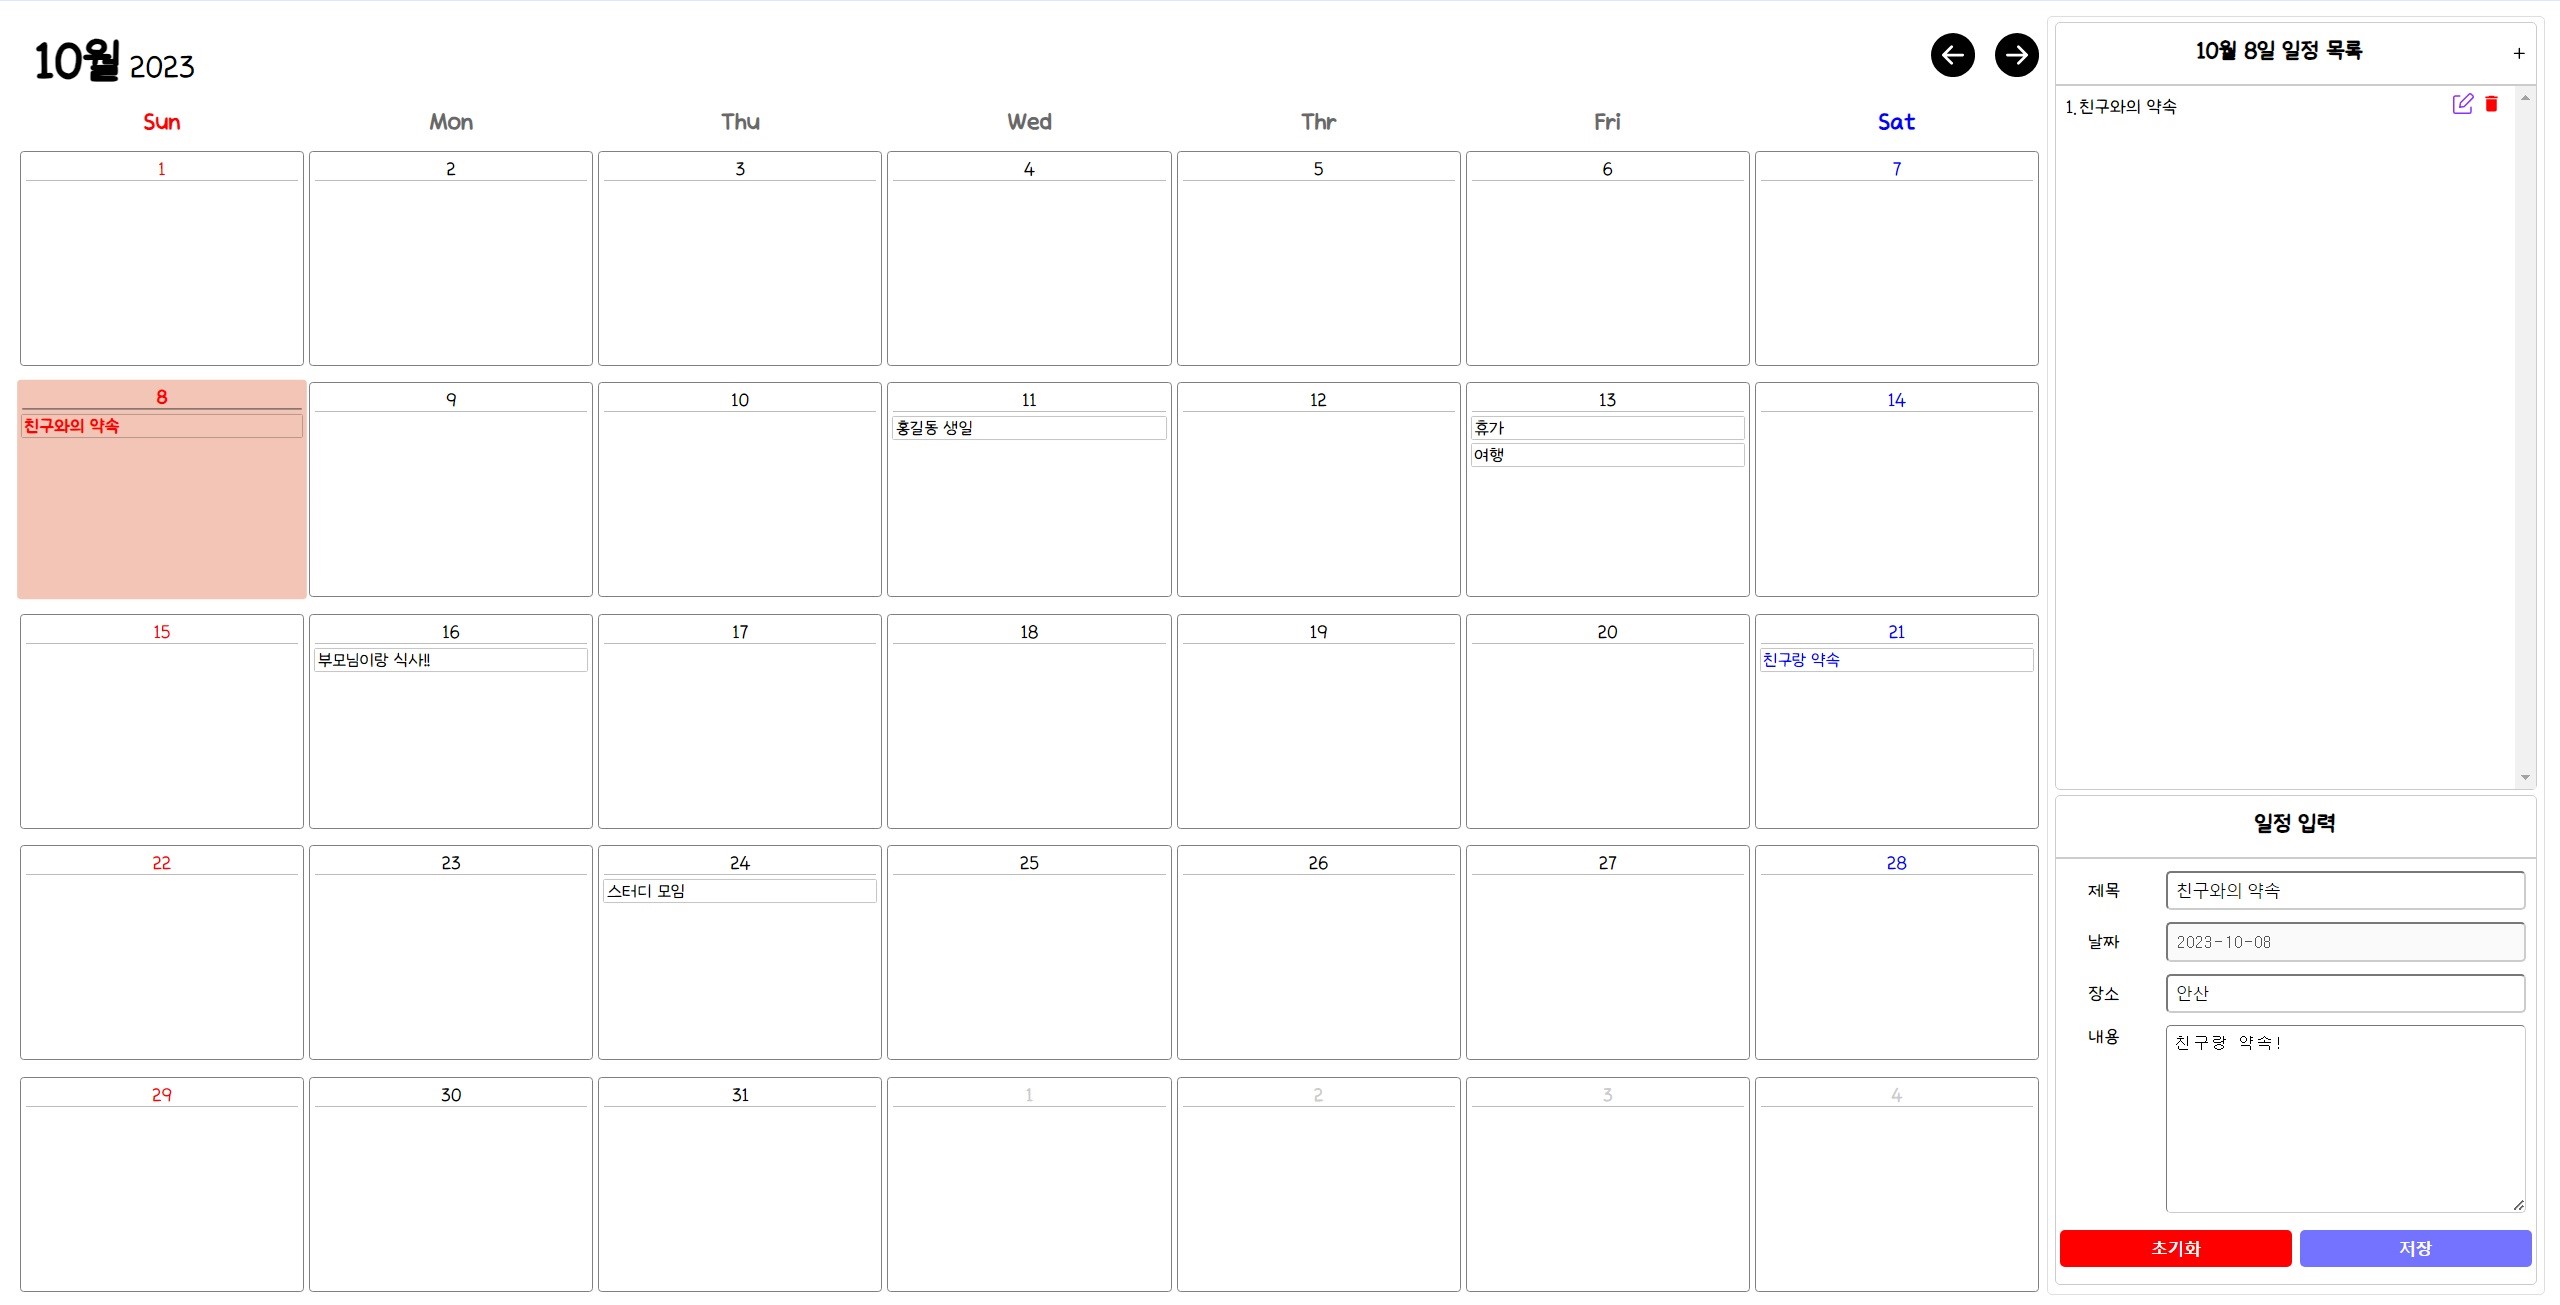 10월 2023
Sun Mon Thu Wed Thr Fri Sat
1 2 3 4 5 6 7
8 9 10 11 12 13 14
친구와의 약속 홍길동 생일 휴가
여행
15 16 17 18 19 20 21
부모님이랑 식사!! 친구랑 약속
22 23 24 25 26 27 28
스터디 모임
29 30 31 1 2 3 4
10월 8일 일정 목록 +
1. 친구와의 약속
일정 입력
제목 친구와의 약속
날짜 2023-10-08
장소 안산
내용 친구랑 약속!
초기화 저장